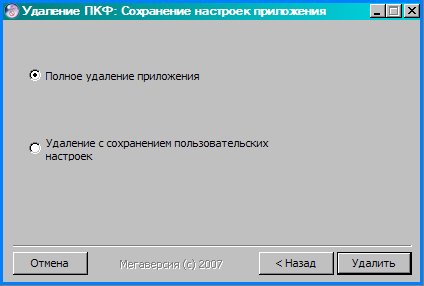 Удаление ПКФ: Сохранение настроек приложения
Полное удаление приложения
Удаление с сохранением пользовательских
настроек
Отмена
Мегаверсия (c) 2007
< Назад
Удалить